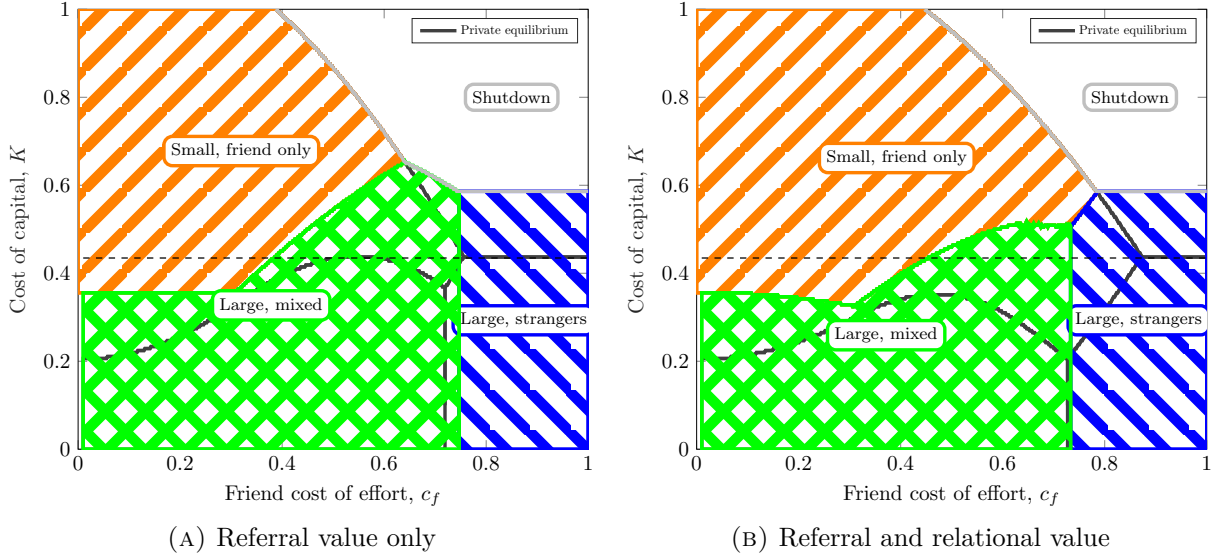 1
0.8
0.6
0.4
0.2
0
0
0.2
0.4
0.6
0.8
1
Cost of capital, K
Friend cost of effort, c_f
Private equilibrium
Shutdown
Small, friend only
Large, mixed
Large, strangers
(A) Referral value only
1
0.8
0.6
0.4
0.2
0
0
0.2
0.4
0.6
0.8
1
Cost of capital, K
Friend cost of effort, c_f
Private equilibrium
Shutdown
Small, friend only
Large, mixed
Large, strangers
(B) Referral and relational value